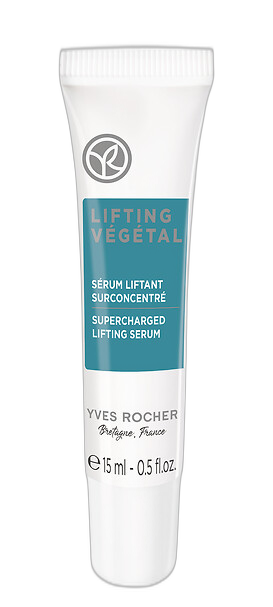 LIFTING
VÉGÉTAL
SÉRUM LIFTANT
SURCONCENTRÉ
SUPERCHARGED
LIFTING SERUM
YVES ROCHER
Bretagne, France
℮ 15 ml - 0.5 fl.oz.